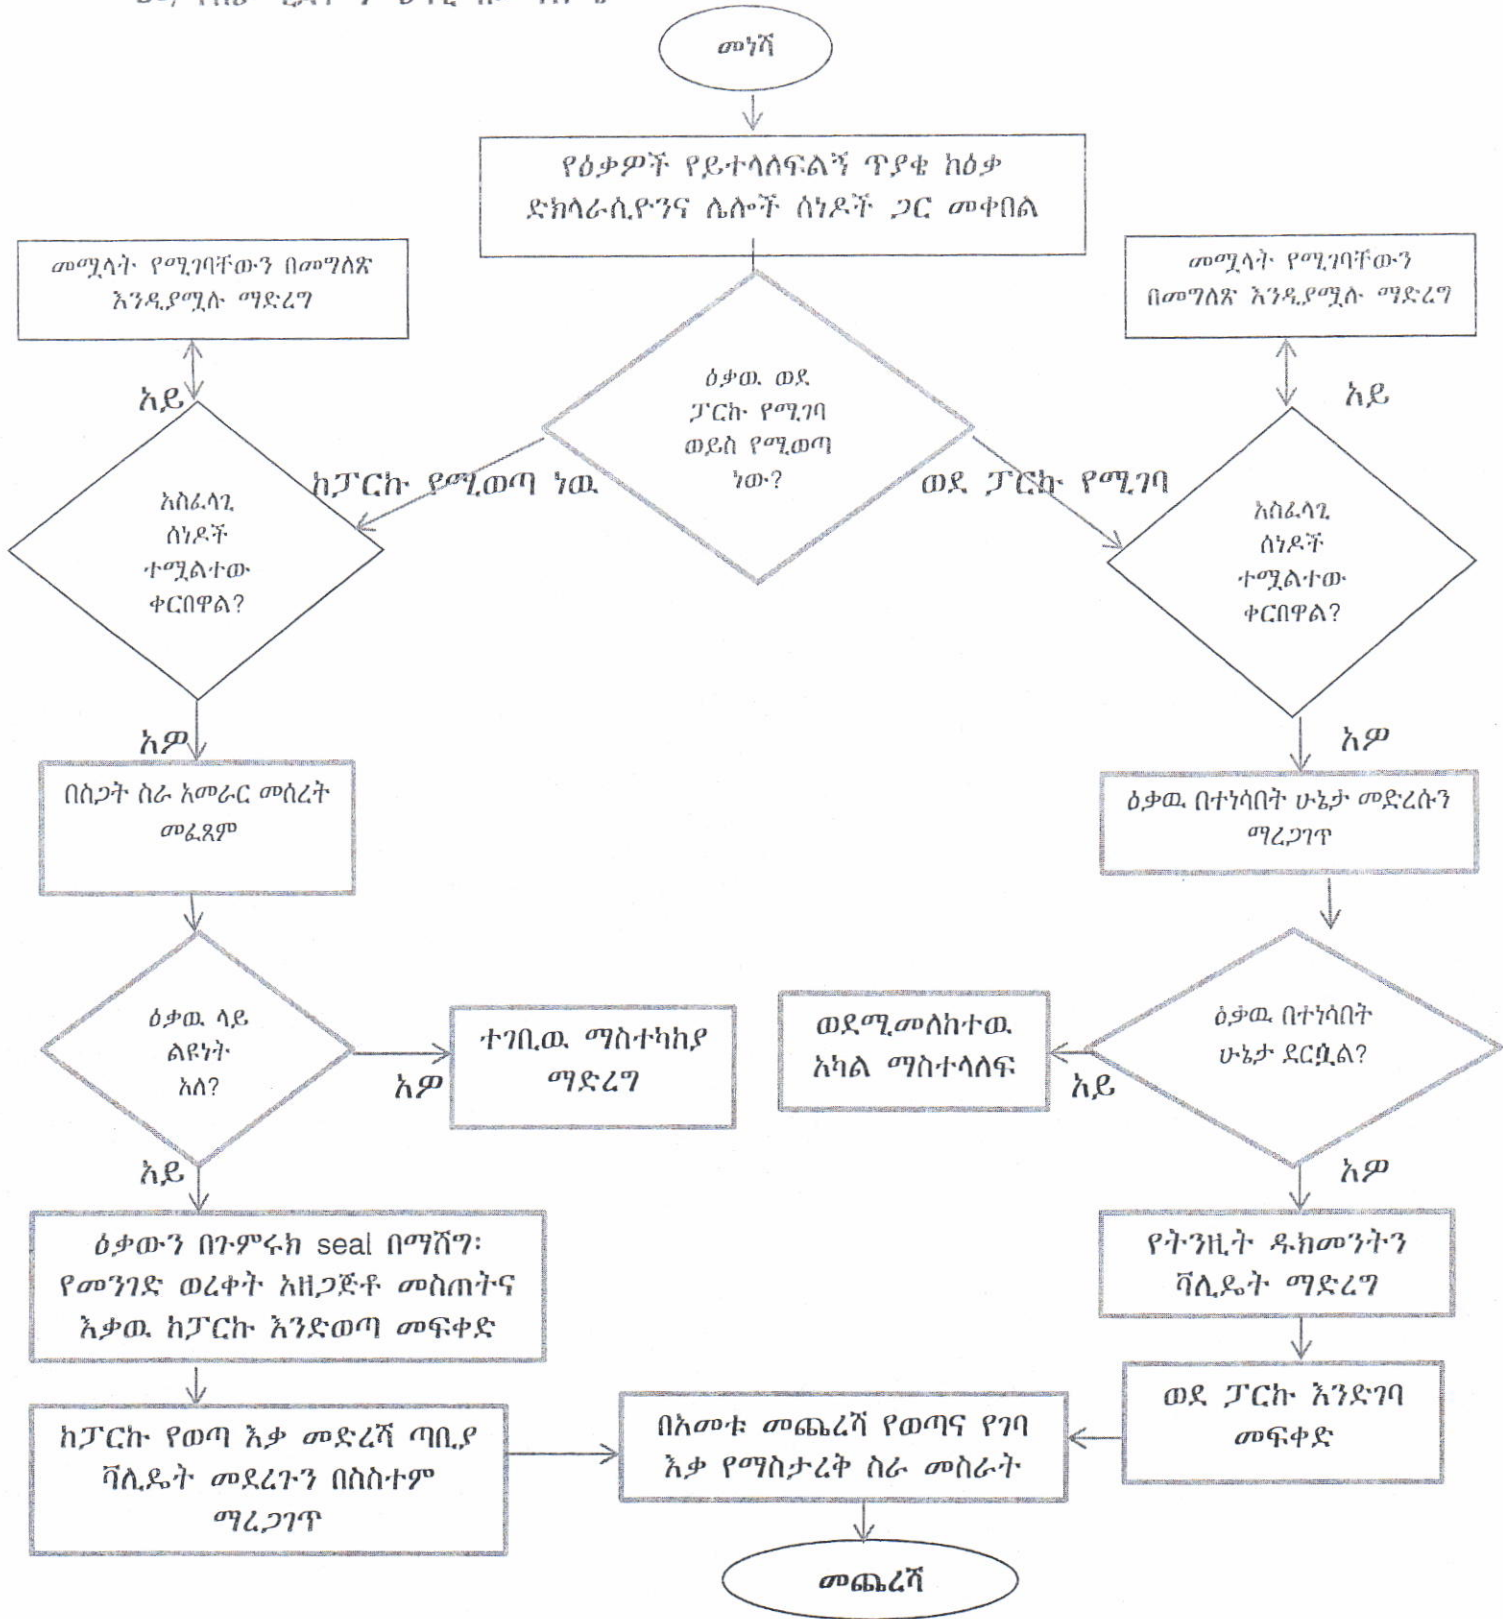 መነሻ
የዕቃዎች የይተላለፍልኝ ጥያቄ ከዕቃ
ድክላራሲዮንና ሌሎች ሰነዶች ጋር መቀበል
መሟላት የሚገባቸውን በመግለጽ
እንዲያሟሉ ማድረግ
መሟላት የሚገባቸውን
በመግለጽ እንዲያሟሉ ማድረግ
አይ
አይ
ዕቃዉ ወደ
ፓርኩ የሚገባ
ወይስ የሚወጣ
ነው?
ከፓርኩ የሚወጣ ነዉ
ወደ ፓርኩ የሚገባ
አስፈላጊ
ሰነዶች
ተሟልተው
ቀርበዋል?
አስፈላጊ
ሰነዶች
ተሟልተው
ቀርበዋል?
አዎ
አዎ
በስጋት ስራ አመራር መሰረት
መፈጸም
ዕቃዉ በተነሳበት ሁኔታ መድረሱን
ማረጋገጥ
ዕቃዉ ላይ
ልዩነት
አለ?
አዎ
ተገቢዉ ማስተካከያ
ማድረግ
ወደሚመለከተዉ
አካል ማስተላለፍ
አይ
ዕቃዉ በተነሳበት
ሁኔታ ደርሷል?
አይ
አዎ
ዕቃውን በጉምሩክ seal በማሸግ፡
የመንገድ ወረቀት አዘጋጅቶ መስጠትና
እቃዉ ከፓርኩ እንድወጣ መፍቀድ
የትንዚት ዱክመንትን
ቫሊዴት ማድረግ
ከፓርኩ የወጣ እቃ መድረሻ ጣቢያ
ቫሊዴት መደረጉን በስስተም
ማረጋገጥ
በአመቱ መጨረሻ የወጣና የገባ
እቃ የማስታረቅ ስራ መስራት
ወደ ፓርኩ እንድገባ
መፍቀድ
መጨረሻ